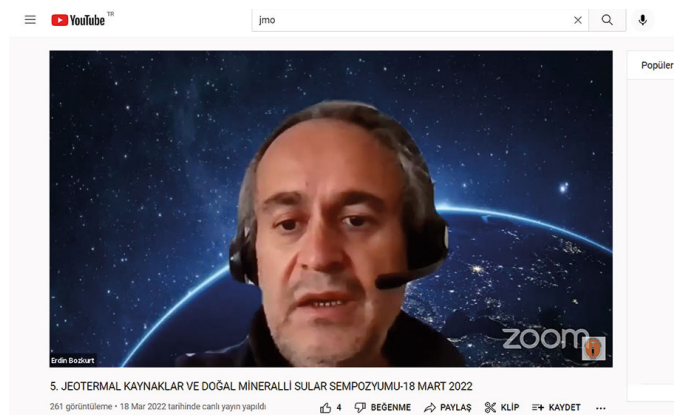 YouTube TR
jmo
Popüler
zoom
Erdin Bozkurt
5. JEOTERMAL KAYNAKLAR VE DOĞAL MİNERALLİ SULAR SEMPOZYUMU-18 MART 2022
261 görüntüleme • 18 Mar 2022 tarihinde canlı yayın yapıldı
4 BEĞENME PAYLAŞ KLİP KAYDET ...